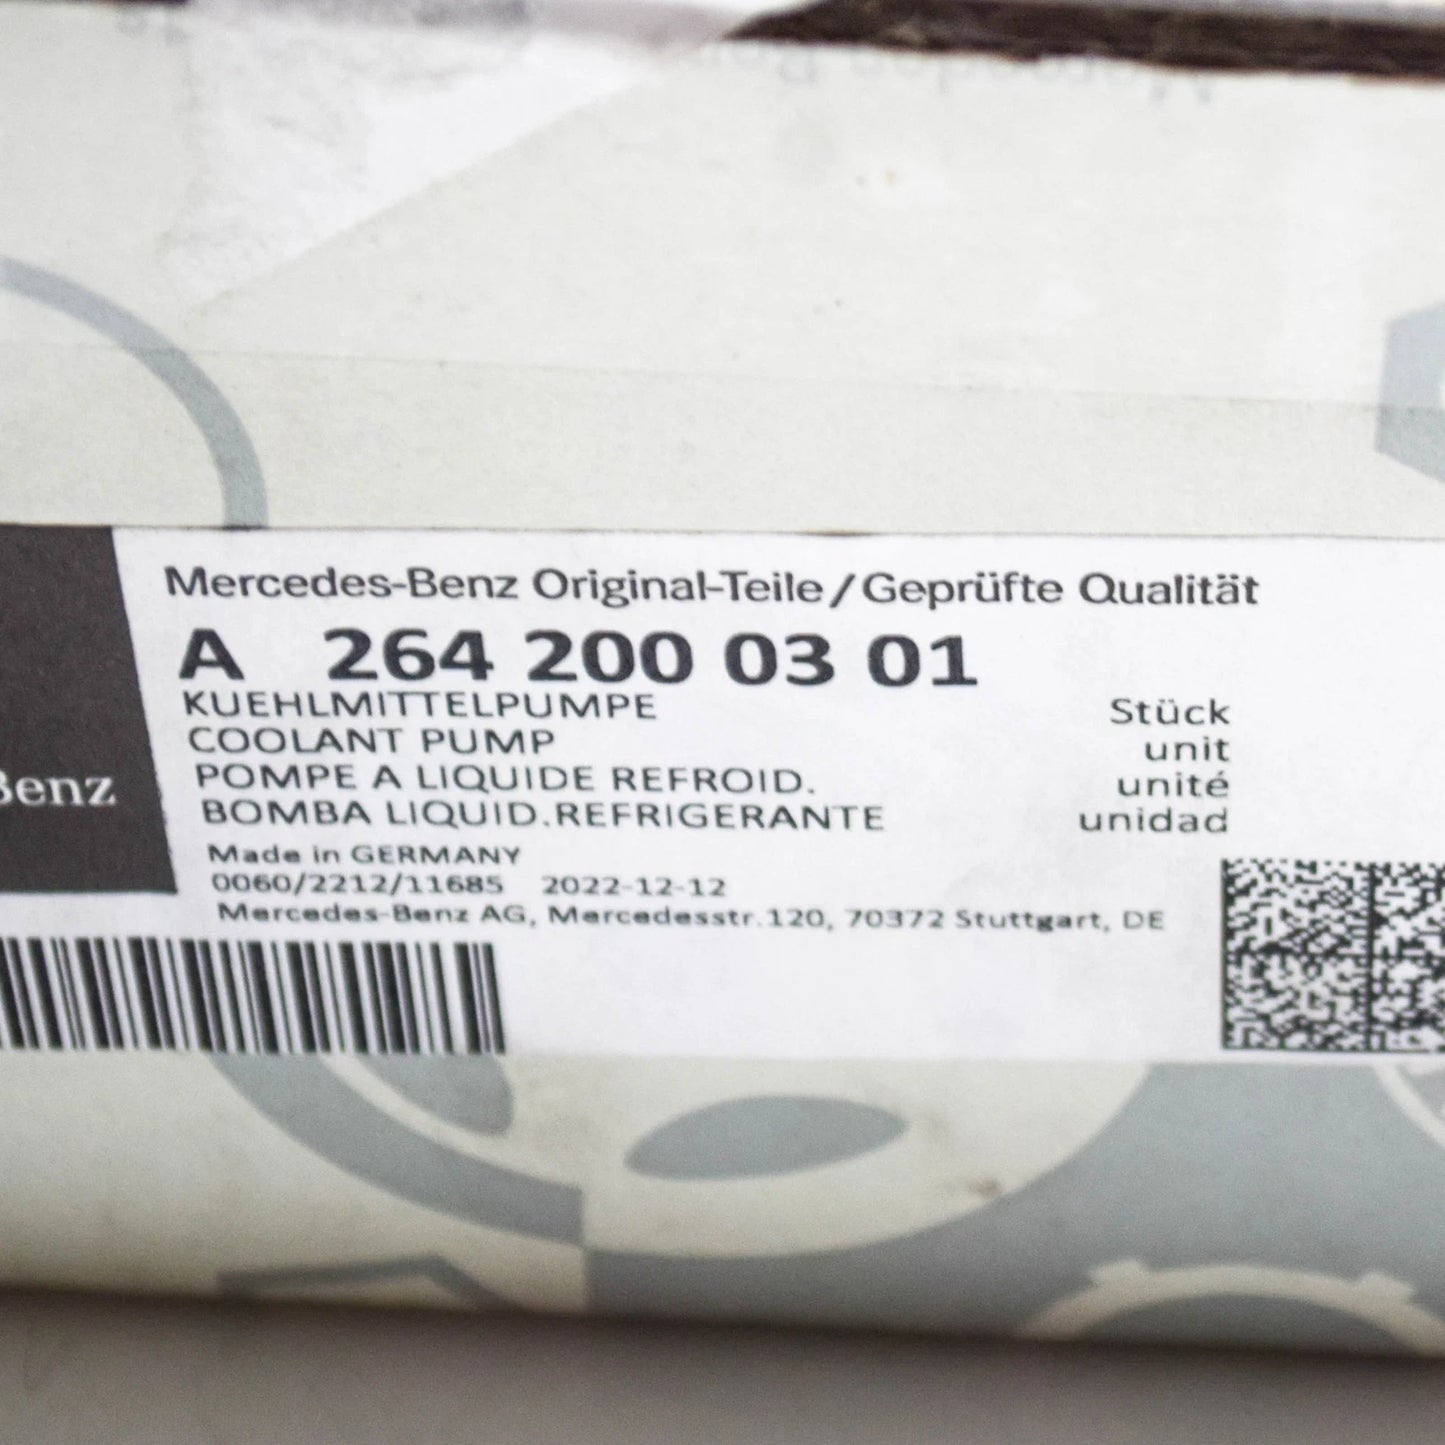 Mercedes-Benz Original-Teile/Geprüfte Qualität
A 264 200 03 01
KUEHLMITTELPUMPE Stück
COOLANT PUMP unit
POMPE A LIQUIDE REFROID. unité
BOMBA LIQUID.REFRIGERANTE unidad
Benz
Made in GERMANY
0060/2212/11685 2022-12-12
Mercedes-Benz AG, Mercedesstr.120, 70372 Stuttgart, DE